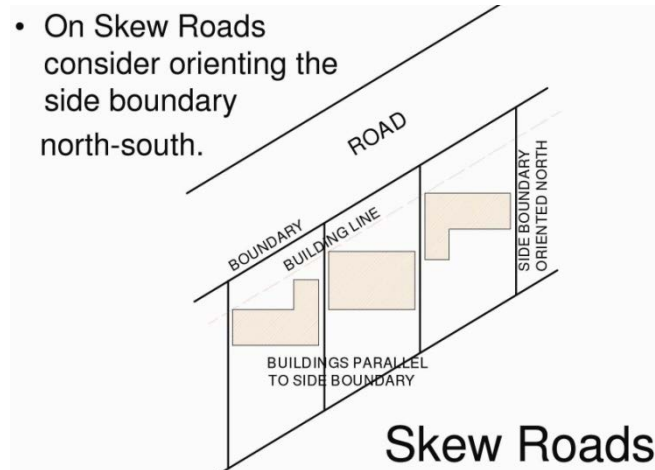 • On Skew Roads
consider orienting the
side boundary
north-south.
ROAD
BOUNDARY
BUILDING LINE
SIDE BOUNDARY
ORIENTED NORTH
BUILDINGS PARALLEL
TO SIDE BOUNDARY
Skew Roads